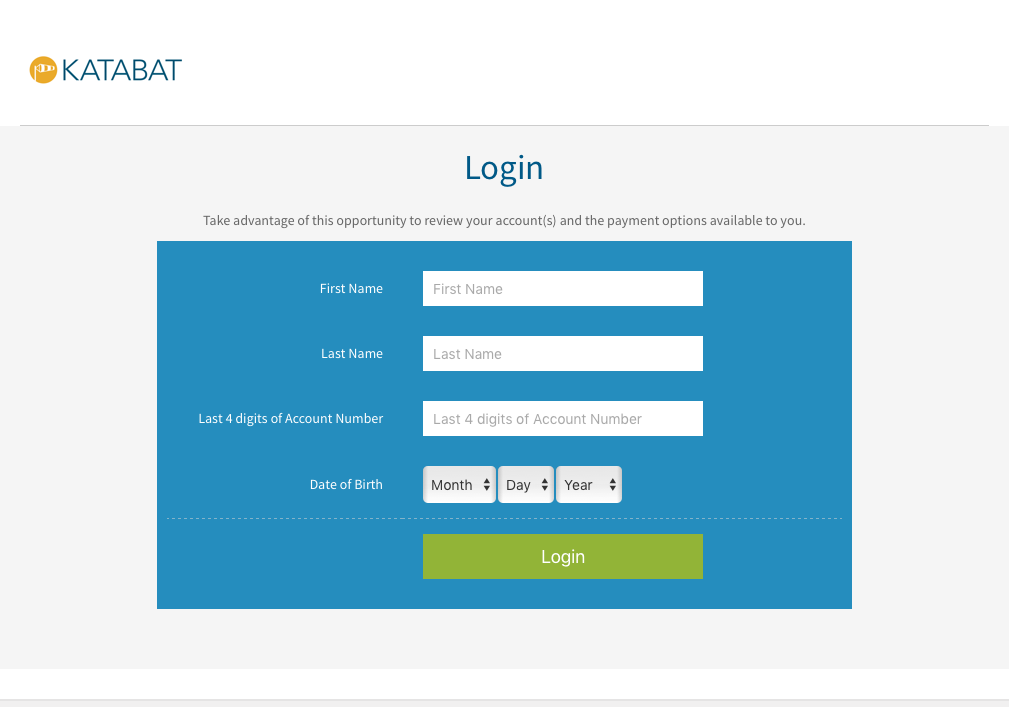 KATABAT
Login
Take advantage of this opportunity to review your account(s) and the payment options available to you.
First Name First Name
Last Name Last Name
Last 4 digits of Account Number Last 4 digits of Account Number
Date of Birth Month Day Year
Login